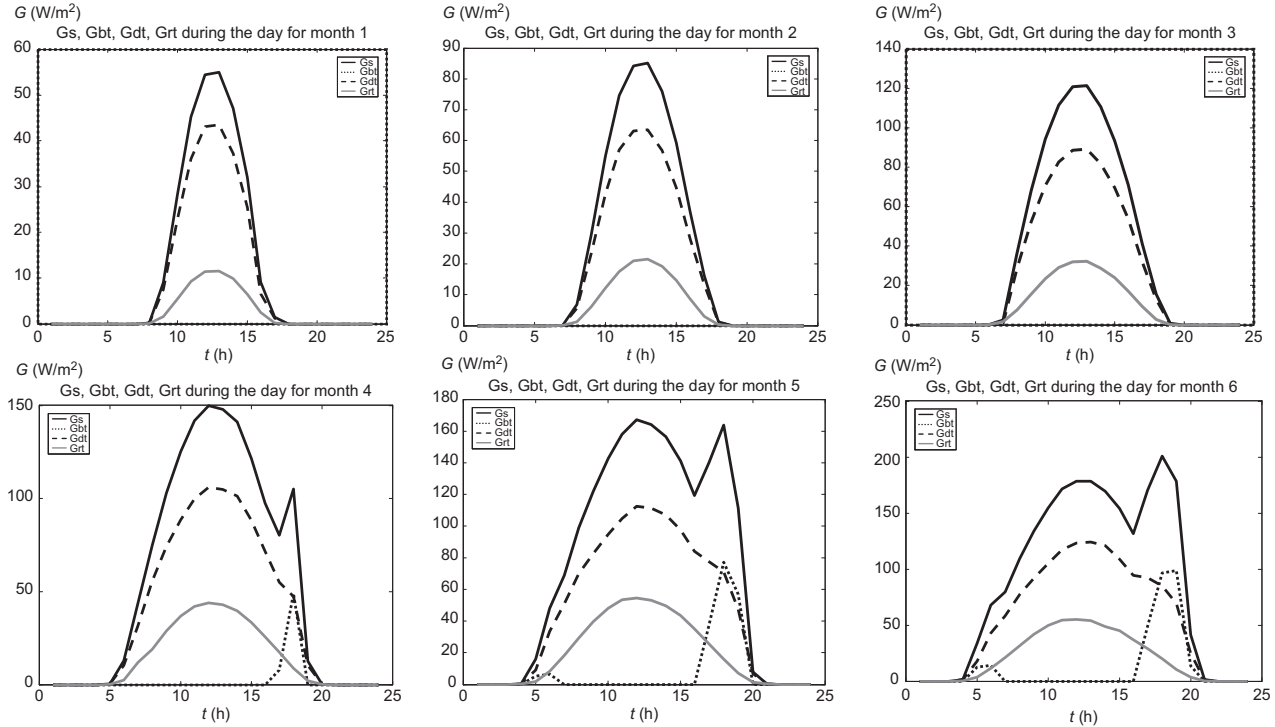 G (W/m²)
Gs, Gbt, Gdt, Grt during the day for month 1
60
50
40
30
20
10
0
0 5 10 15 20 25
t (h)
Gs
Gbt
Gdt
Grt
G (W/m²)
Gs, Gbt, Gdt, Grt during the day for month 2
90
80
70
60
50
40
30
20
10
0
0 5 10 15 20 25
t (h)
Gs
Gbt
Gdt
Grt
G (W/m²)
Gs, Gbt, Gdt, Grt during the day for month 3
140
120
100
80
60
40
20
0
0 5 10 15 20 25
t (h)
Gs
Gbt
Gdt
Grt
G (W/m²)
Gs, Gbt, Gdt, Grt during the day for month 4
150
100
50
0
0 5 10 15 20 25
t (h)
Gs
Gbt
Gdt
Grt
G (W/m²)
Gs, Gbt, Gdt, Grt during the day for month 5
180
160
140
120
100
80
60
40
20
0
0 5 10 15 20 25
t (h)
Gs
Gbt
Gdt
Grt
G (W/m²)
Gs, Gbt, Gdt, Grt during the day for month 6
250
200
150
100
50
0
0 5 10 15 20 25
t (h)
Gs
Gbt
Gdt
Grt